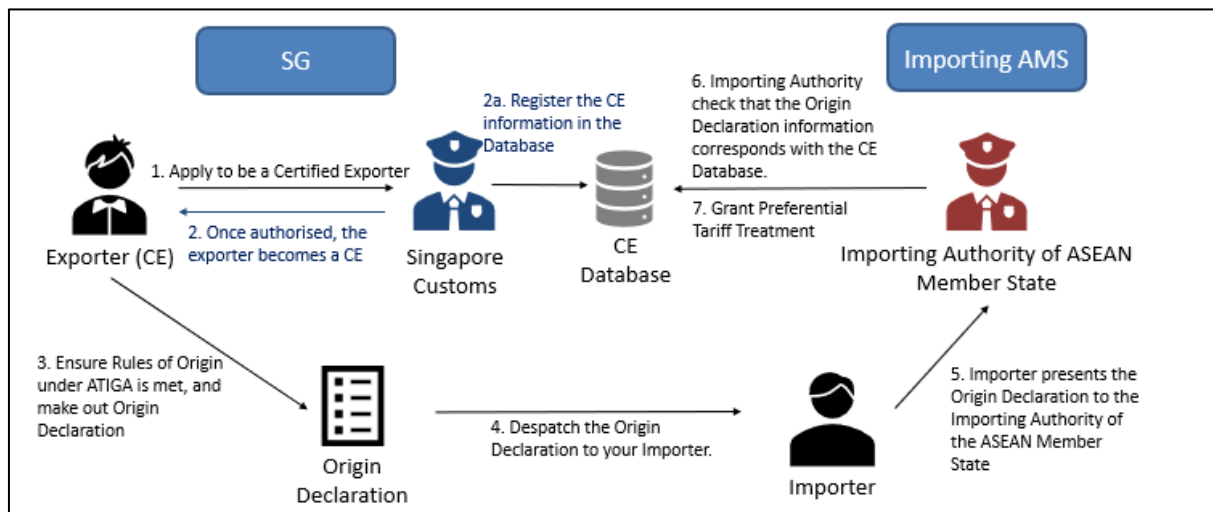 SG
Importing AMS
1. Apply to be a Certified Exporter
2. Once authorised, the
exporter becomes a CE
Exporter (CE)
2a. Register the CE
information in the
Database
Singapore
Customs
CE
Database
6. Importing Authority
check that the Origin
Declaration information
corresponds with the CE
Database.
7. Grant Preferential
Tariff Treatment
Importing Authority of ASEAN
Member State
3. Ensure Rules of Origin
under ATIGA is met, and
make out Origin
Declaration
Origin
Declaration
4. Despatch the Origin
Declaration to your Importer.
Importer
5. Importer presents the
Origin Declaration to the
Importing Authority of
the ASEAN Member
State